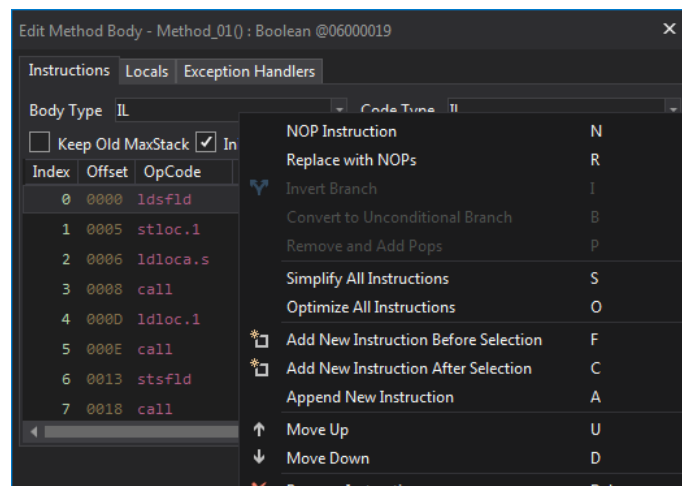 Edit Method Body - Method_01() : Boolean @06000019
Instructions Locals Exception Handlers
Body Type IL Code Type IL
Keep Old MaxStack In
Index Offset OpCode
0 0000 ldsfld
1 0005 stloc.1
2 0006 ldloca.s
3 0008 call
4 000D ldloc.1
5 000E call
6 0013 stsfld
7 0018 call
NOP Instruction N
Replace with NOPs R
Invert Branch I
Convert to Unconditional Branch B
Remove and Add Pops P
Simplify All Instructions S
Optimize All Instructions O
Add New Instruction Before Selection F
Add New Instruction After Selection C
Append New Instruction A
Move Up U
Move Down D